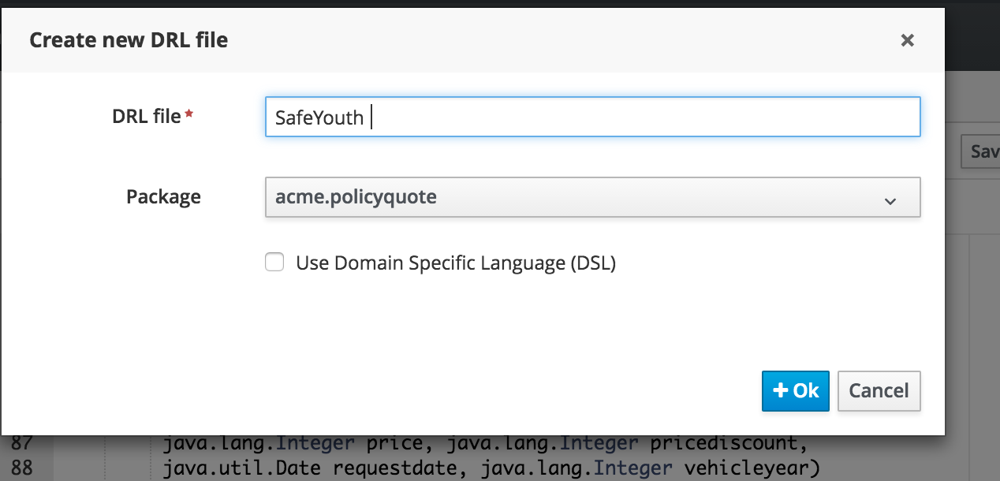 Create new DRL file ×
DRL file *
SafeYouth
Package
acme.policyquote
Use Domain Specific Language (DSL)
+ Ok Cancel
Sav
87 java.lang.Integer price, java.lang.Integer pricediscount,
88 java.util.Date requestdate, java.lang.Integer vehicleyear)